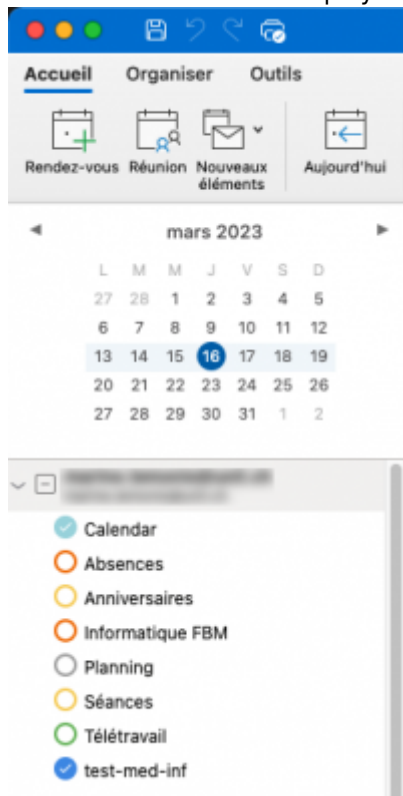 Accueil Organiser Outils
Rendez-vous Réunion Nouveaux éléments Aujourd'hui
mars 2023
L M M J V S D
27 28 1 2 3 4 5
6 7 8 9 10 11 12
13 14 15 16 17 18 19
20 21 22 23 24 25 26
27 28 29 30 31 1 2
Calendar
Absences
Anniversaires
Informatique FBM
Planning
Séances
Télétravail
test-med-inf